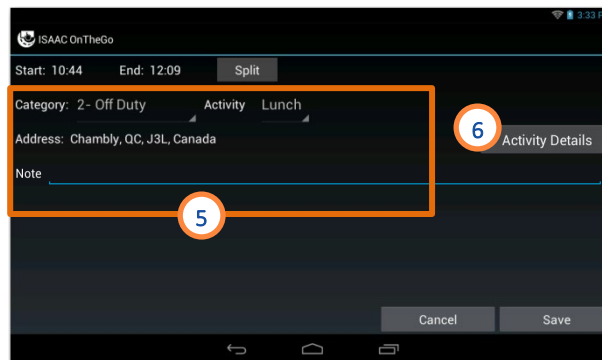 3:33 P
ISAAC OnTheGo
Start: 10:44 End: 12:09 Split
Category: 2- Off Duty Activity Lunch
6
Address: Chambly, QC, J3L, Canada
Activity Details
Note
5
Cancel Save